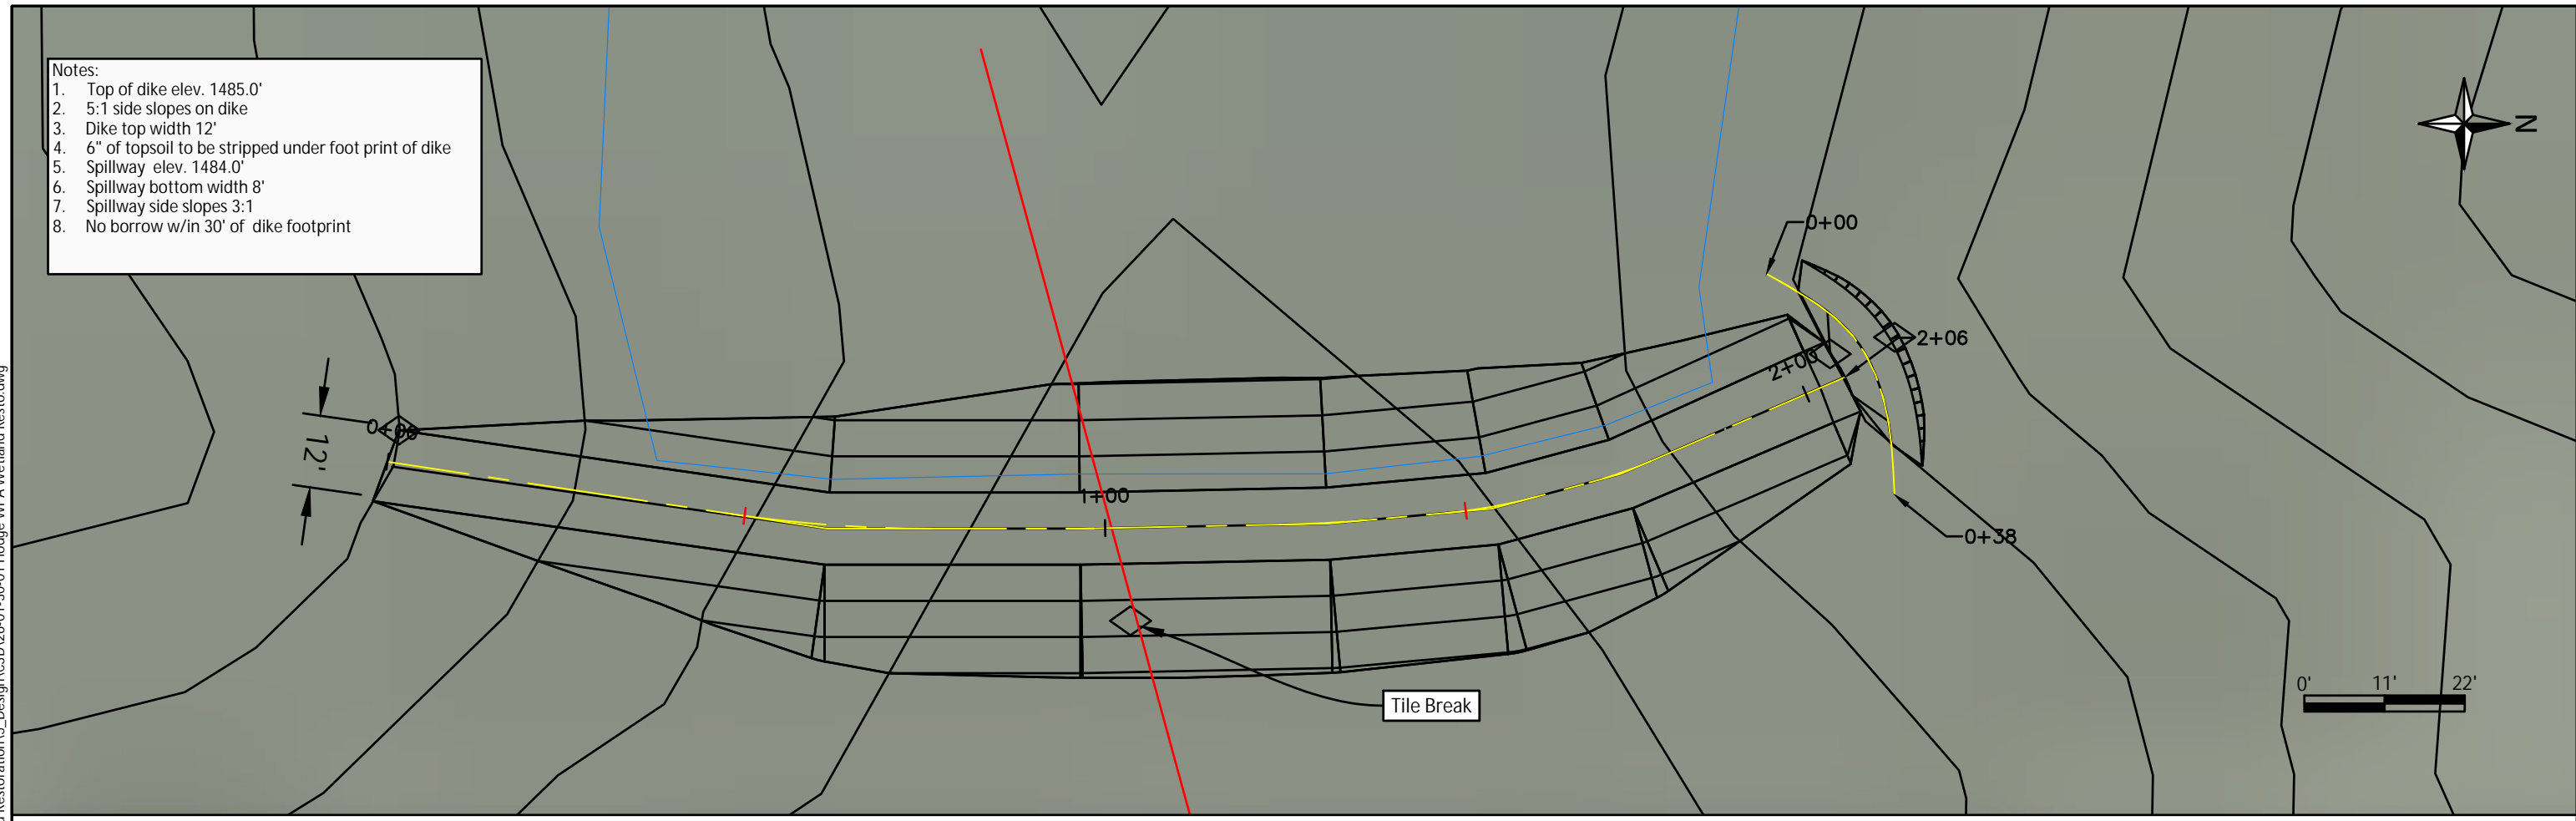 Notes:
1. Top of dike elev. 1485.0'
2. 5:1 side slopes on dike
3. Dike top width 12'
4. 6" of topsoil to be stripped under foot print of dike
5. Spillway elev. 1484.0'
6. Spillway bottom width 8'
7. Spillway side slopes 3:1
8. No borrow w/in 30' of dike footprint
N
0+00
2+06
2+00
0+00
12'
1+00
0+38
Tile Break
0' 11' 22'